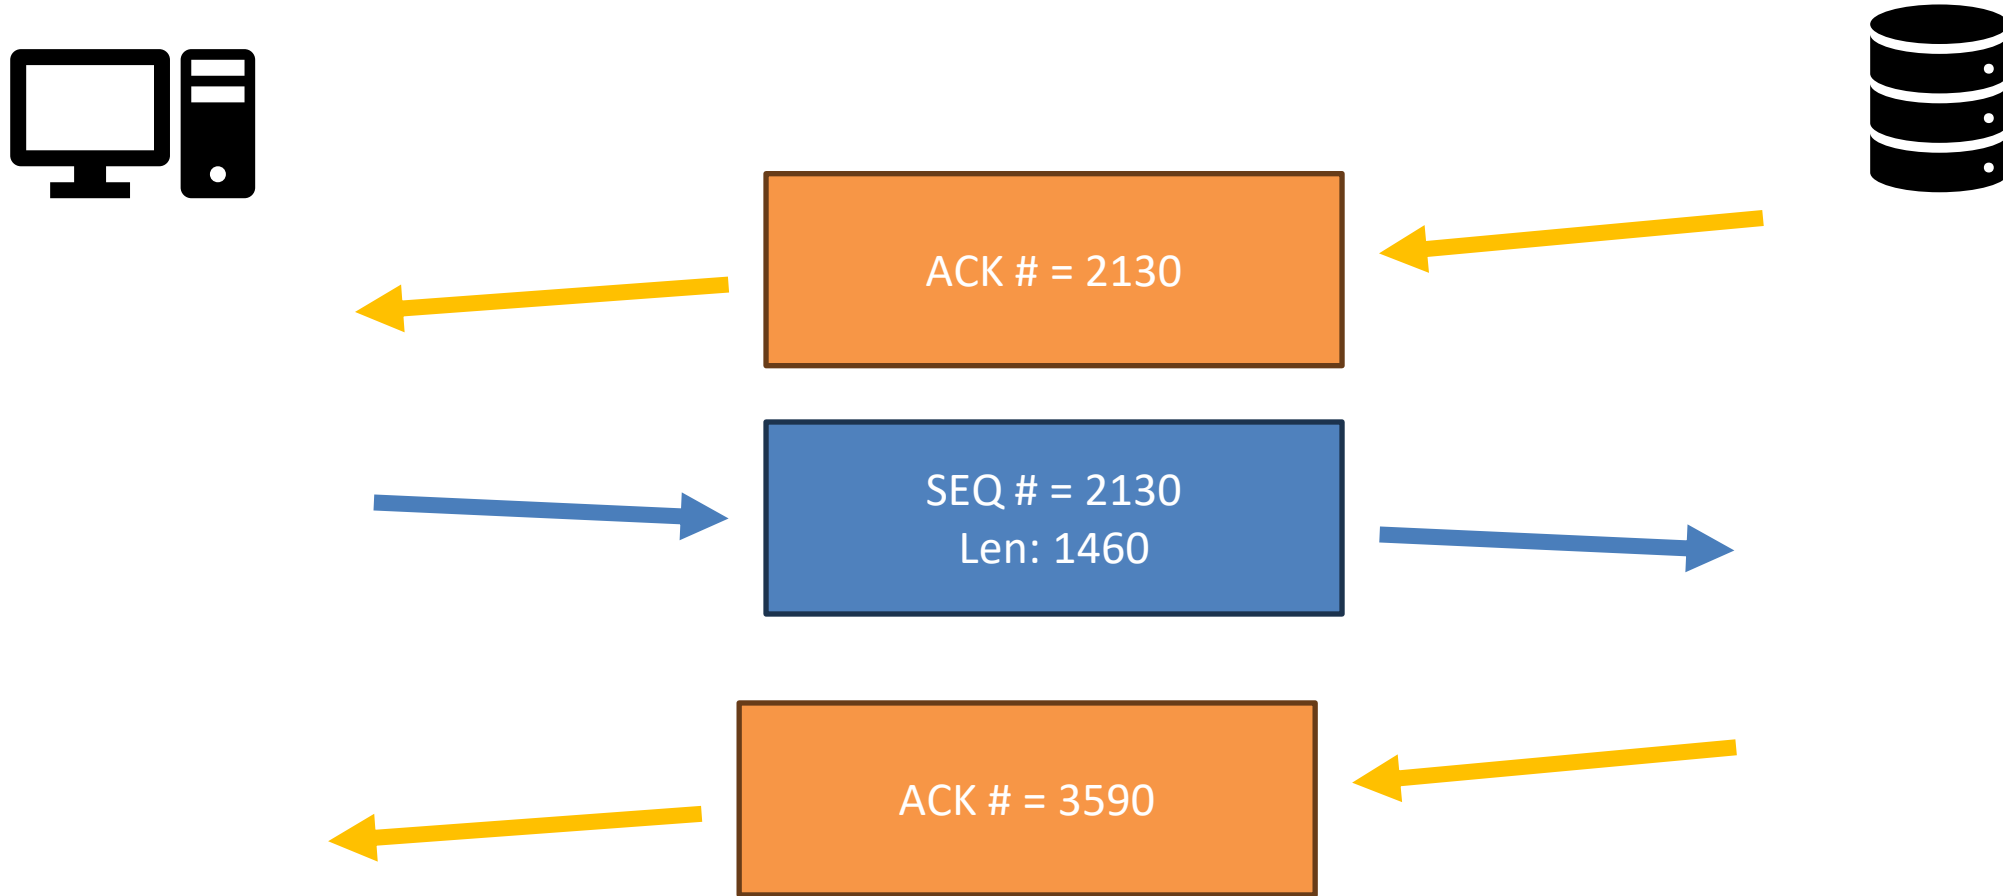 ACK # = 2130
SEQ # = 2130
Len: 1460
ACK # = 3590